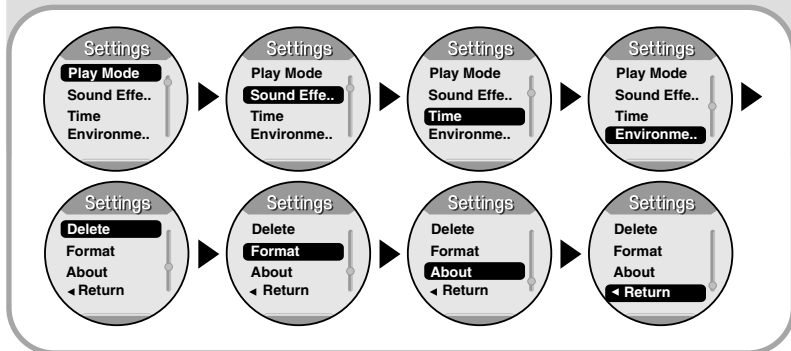 Settings
Play Mode
Sound Effe..
Time
Environme..
Settings
Play Mode
Sound Effe..
Time
Environme..
Settings
Play Mode
Sound Effe..
Time
Environme..
Settings
Play Mode
Sound Effe..
Time
Environme..
Settings
Delete
Format
About
◄ Return
Settings
Delete
Format
About
◄ Return
Settings
Delete
Format
About
◄ Return
Settings
Delete
Format
About
◄ Return